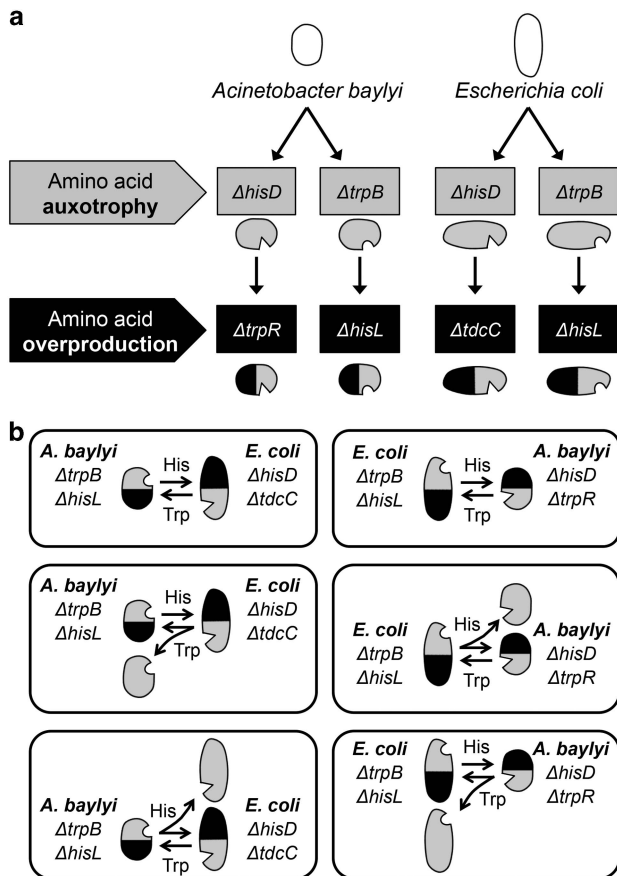 a
Acinetobacter baylyi
Escherichia coli
Amino acid
auxotrophy
ΔhisD
ΔtrpB
ΔhisD
ΔtrpB
Amino acid
overproduction
ΔtrpR
ΔhisL
ΔtdcC
ΔhisL
b
A. baylyi
ΔtrpB
ΔhisL
His
Trp
E. coli
ΔhisD
ΔtdcC
E. coli
ΔtrpB
ΔhisL
His
Trp
A. baylyi
ΔhisD
ΔtrpR
A. baylyi
ΔtrpB
ΔhisL
His
Trp
E. coli
ΔhisD
ΔtdcC
E. coli
ΔtrpB
ΔhisL
His
Trp
A. baylyi
ΔhisD
ΔtrpR
A. baylyi
ΔtrpB
ΔhisL
His
Trp
E. coli
ΔhisD
ΔtdcC
E. coli
ΔtrpB
ΔhisL
His
Trp
A. baylyi
ΔhisD
ΔtrpR